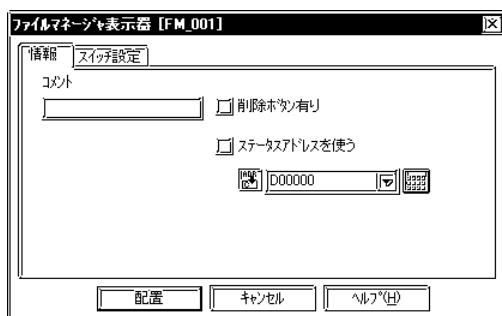 ﾌｧｲﾙﾏﾈｰｼﾞｬ表示器 [FM_001]
情報 ｽｲｯﾁ設定
ｺﾒﾝﾄ
削除ﾎﾞﾀﾝ有り
ｽﾃｰﾀｽｱﾄﾞﾚｽを使う
D00000
配置 ｷｬﾝｾﾙ ﾍﾙﾌﾟ(H)